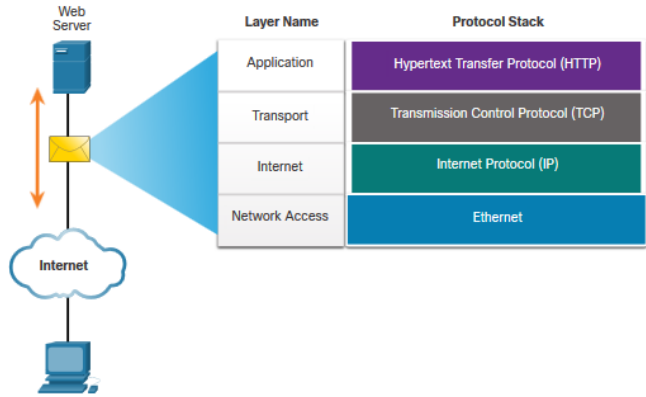 Web
Server
Layer Name
Protocol Stack
Application
Hypertext Transfer Protocol (HTTP)
Transport
Transmission Control Protocol (TCP)
Internet
Internet Protocol (IP)
Network Access
Ethernet
Internet